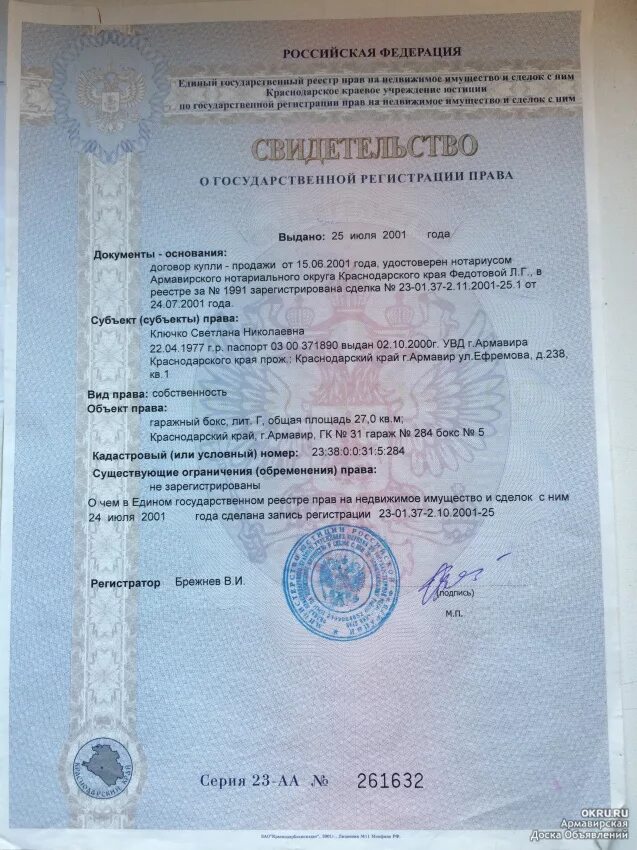 РОССИЙСКАЯ ФЕДЕРАЦИЯ
Единый государственный реестр прав на недвижимое имущество и сделок с ним
Краснодарское краевое учреждение юстиции
по государственной регистрации прав на недвижимое имущество и сделок с ним
СВИДЕТЕЛЬСТВО
О ГОСУДАРСТВЕННОЙ РЕГИСТРАЦИИ ПРАВА
Выдано: 25 июля 2001 года
Документы - основания:
договор купли - продажи от 15.06.2001 года, удостоверен нотариусом
Армавирского нотариального округа Краснодарского края Федотовой Л.Г., в
реестре за № 1991 зарегистрирована сделка № 23-01.37-2.11.2001-25.1 от
24.07.2001 года.
Субъект (субъекты) права:
Ключко Светлана Николаевна
22.04.1977 г.р. паспорт 03 00 371890 выдан 02.10.2000г. УВД г.Армавира
Краснодарского края прож.: Краснодарский край г.Армавир ул.Ефремова, д.238,
кв.1
Вид права: собственность
Объект права:
гаражный бокс, лит. Г, общая площадь 27,0 кв.м;
Краснодарский край, г.Армавир, ГК № 31 гараж № 284 бокс № 5
Кадастровый (или условный) номер: 23:38:0:0:31:5:284
Существующие ограничения (обременения) права:
не зарегистрированы
О чем в Едином государственном реестре прав на недвижимое имущество и сделок с ним
24 июля 2001 года сделана запись регистрации 23-01.37-2.10.2001-25
Регистратор Брежнев В.И.
(подпись)
М.П.
КРАСНОДАРСКИЙ КРАЙ
Серия 23-АА № 261632
OKRU.RU
Армавирская
Доска Объявлений